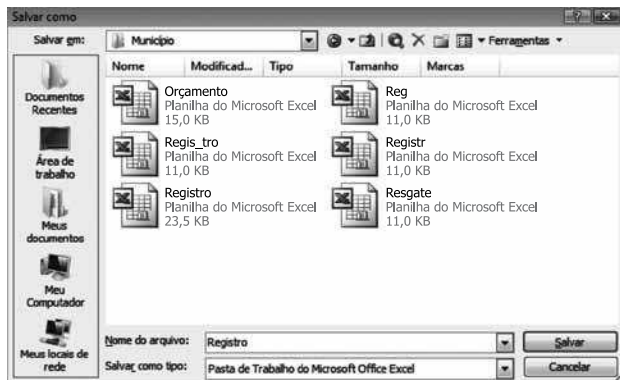 Salvar como
Salvar em: Município Ferramentas
Nome Modificad... Tipo Tamanho Marcas
Documentos
Recentes
Área de
trabalho
Meus
documentos
Meu
Computador
Meus locais de
rede
Orçamento
Planilha do Microsoft Excel
15,0 KB
Reg
Planilha do Microsoft Excel
11,0 KB
Regis_tro
Planilha do Microsoft Excel
11,0 KB
Registr
Planilha do Microsoft Excel
11,0 KB
Registro
Planilha do Microsoft Excel
23,5 KB
Resgate
Planilha do Microsoft Excel
11,0 KB
Nome do arquivo: Registro Salvar
Salvar como tipo: Pasta de Trabalho do Microsoft Office Excel Cancelar